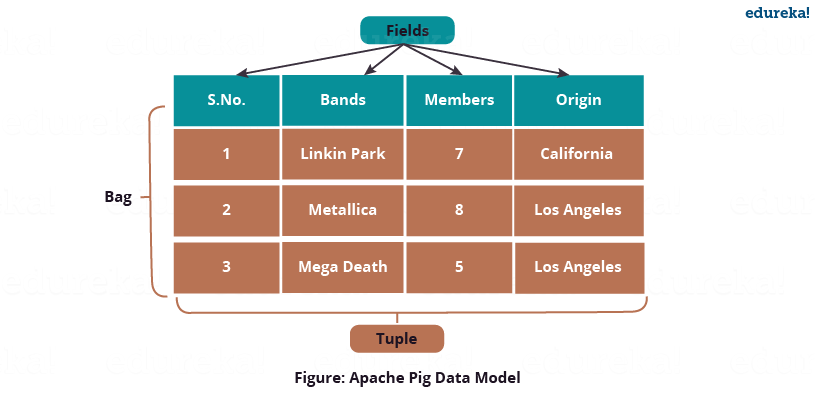 edureka!
Fields
S.No. Bands Members Origin
1 Linkin Park 7 California
Bag
2 Metallica 8 Los Angeles
3 Mega Death 5 Los Angeles
Tuple
Figure: Apache Pig Data Model